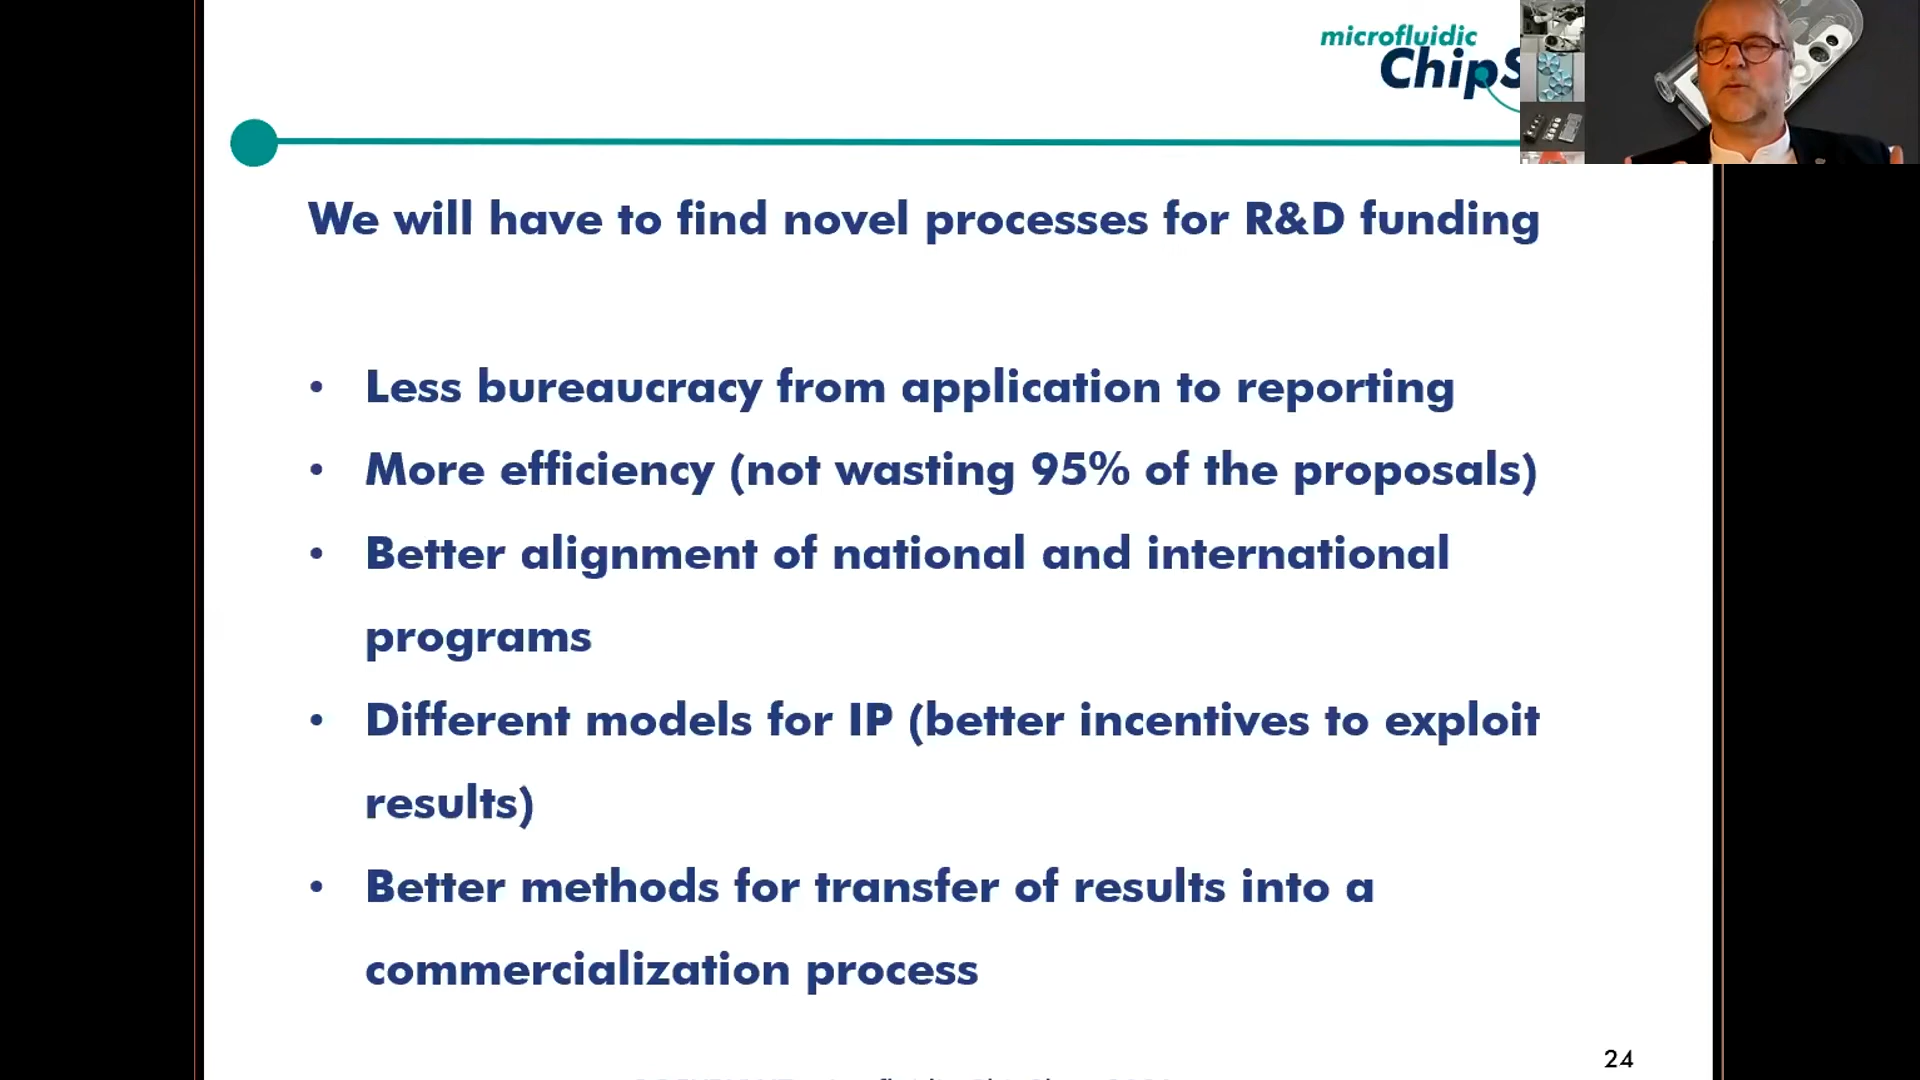 microfluidic
ChipS
We will have to find novel processes for R&D funding
• Less bureaucracy from application to reporting
• More efficiency (not wasting 95% of the proposals)
• Better alignment of national and international
programs
• Different models for IP (better incentives to exploit
results)
• Better methods for transfer of results into a
commercialization process
24